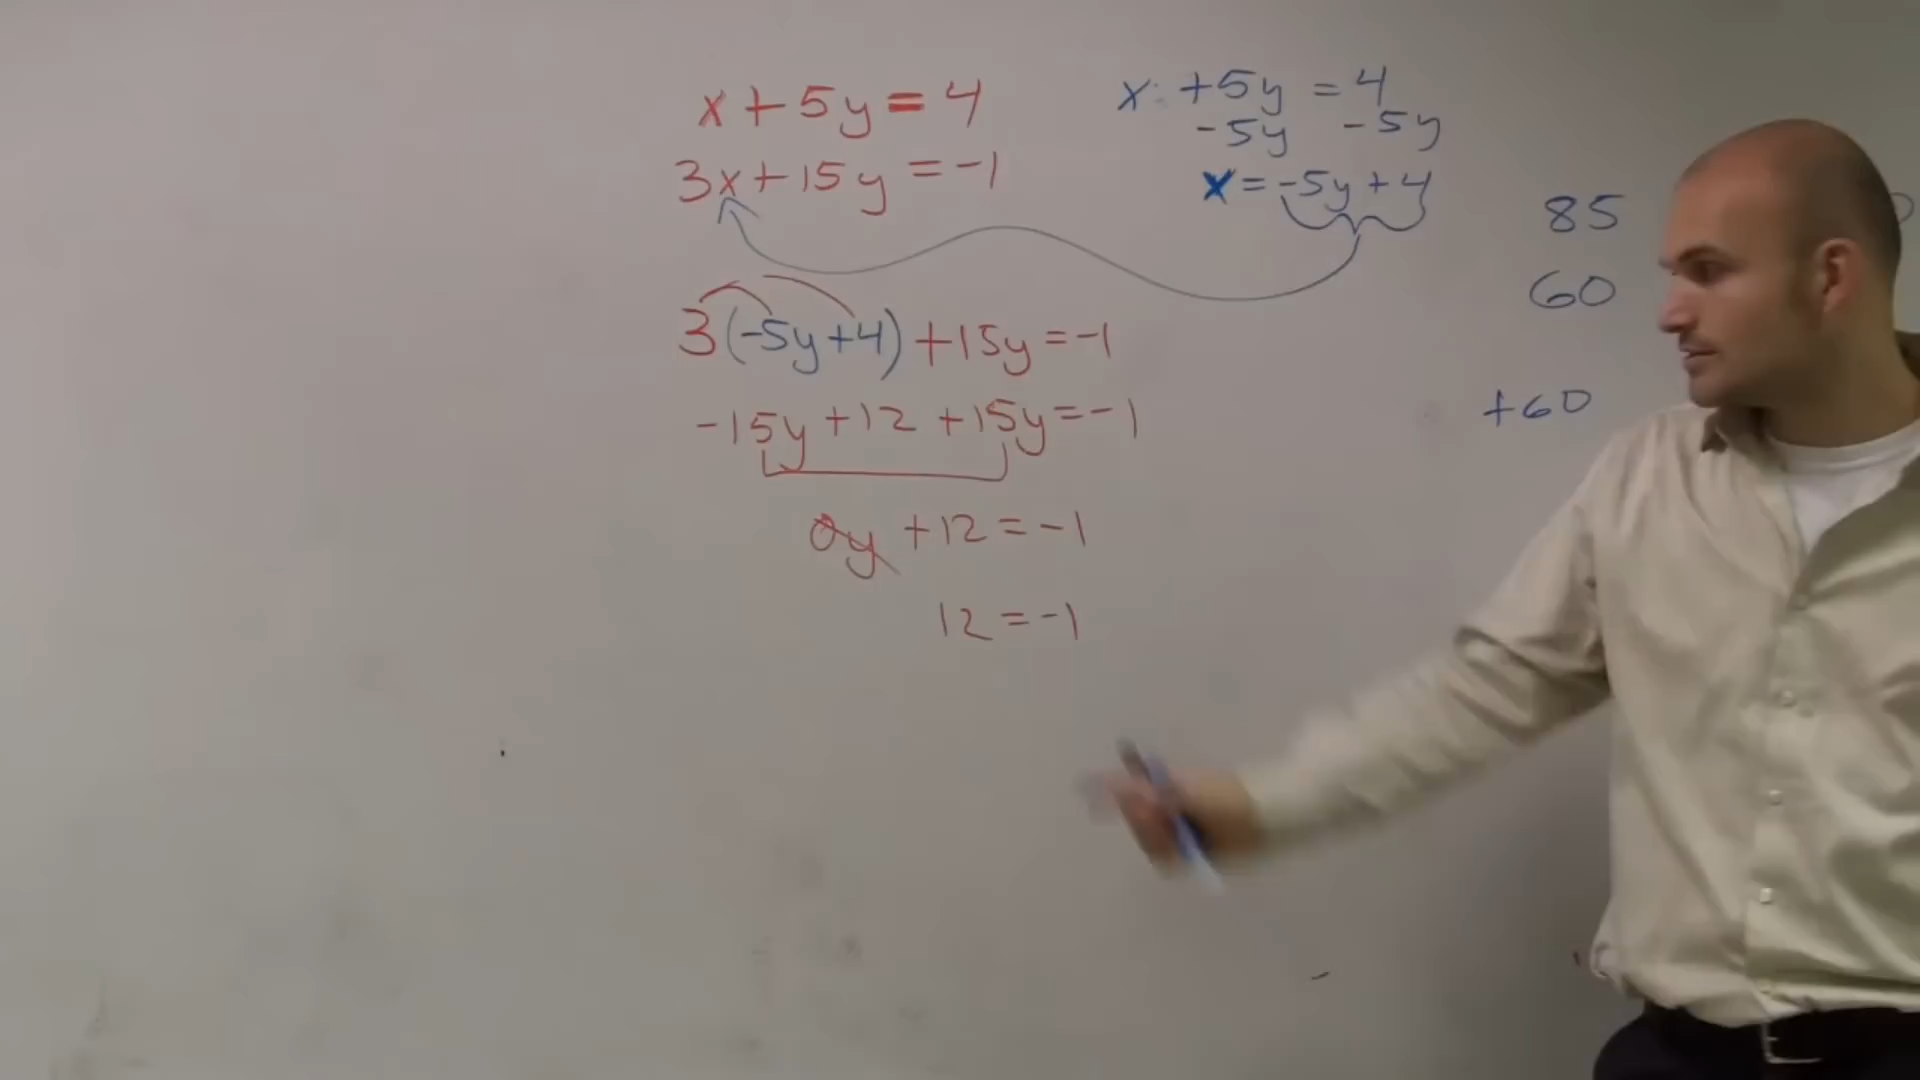 x + 5y = 4
3x + 15y = -1
x +5y = 4
-5y -5y
x = -5y + 4
3(-5y+4) + 15y = -1
-15y + 12 + 15y = -1
0y + 12 = -1
12 = -1
85
60
+60